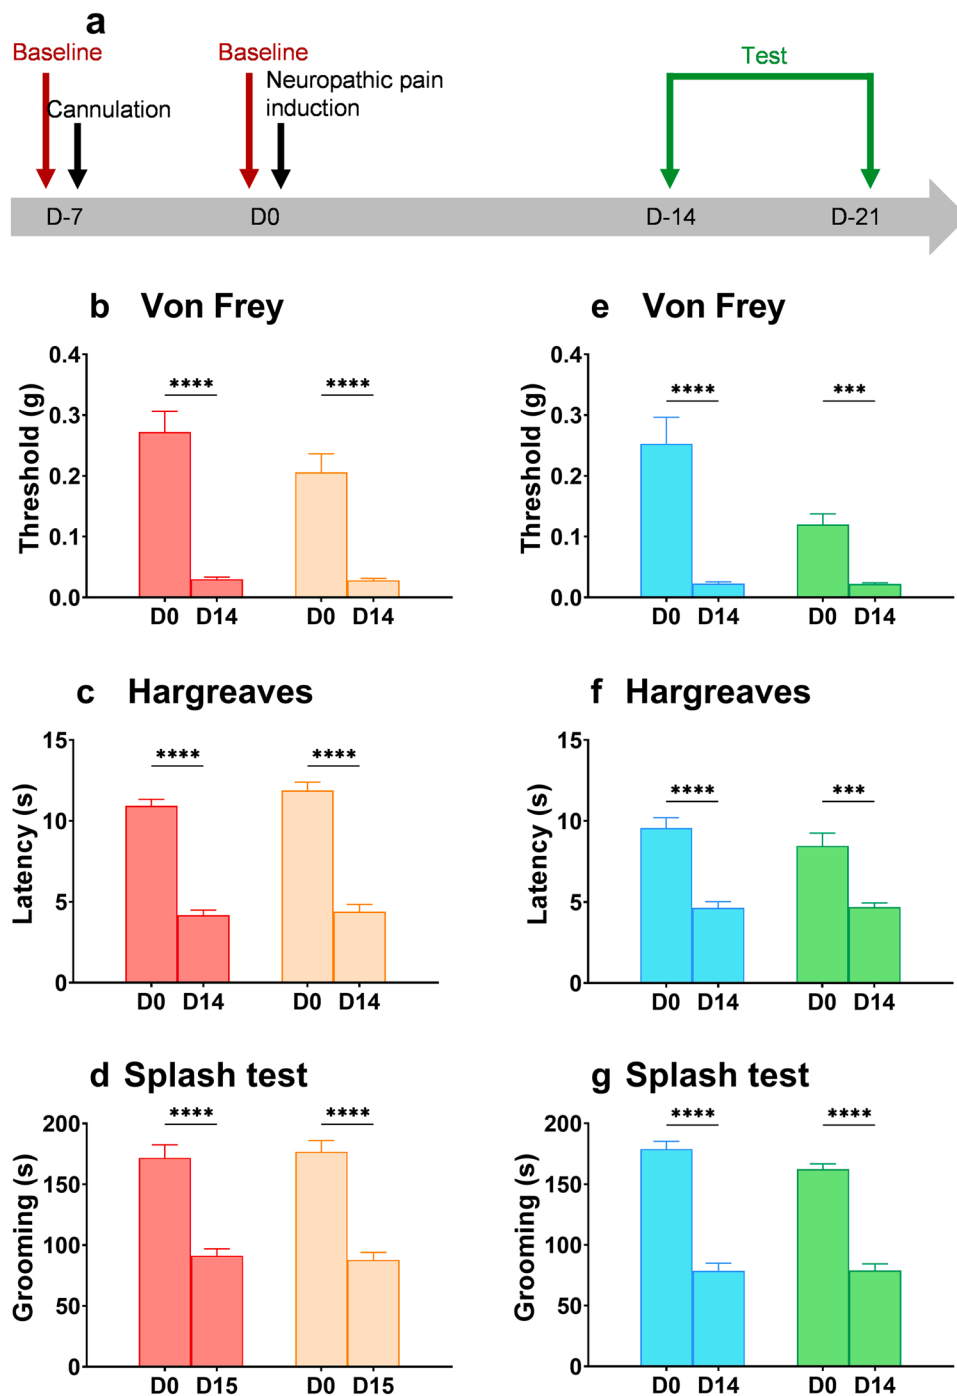 a
Baseline
Baseline
Test
Cannulation
Neuropathic pain
induction
D-7
D0
D-14
D-21
b Von Frey
Threshold (g)
0.4
0.3
0.2
0.1
0.0
****
****
D0 D14 D0 D14
e Von Frey
Threshold (g)
0.4
0.3
0.2
0.1
0.0
****
***
D0 D14 D0 D14
c Hargreaves
Latency (s)
15
10
5
0
****
****
D0 D14 D0 D14
f Hargreaves
Latency (s)
15
10
5
0
****
***
D0 D14 D0 D14
d Splash test
Grooming (s)
200
150
100
50
0
****
****
D0 D15 D0 D15
g Splash test
Grooming (s)
200
150
100
50
0
****
****
D0 D14 D0 D14